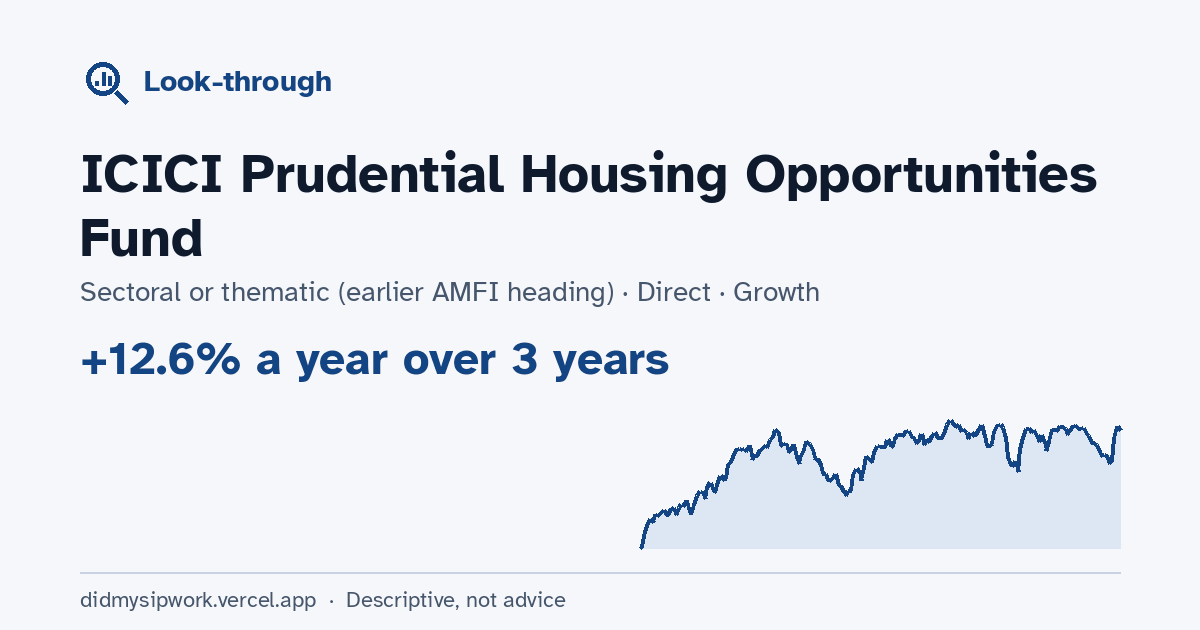 Look-through
ICICI Prudential Housing Opportunities
Fund
Sectoral or thematic (earlier AMFI heading) · Direct · Growth
+12.6% a year over 3 years
didmysipwork.vercel.app · Descriptive, not advice